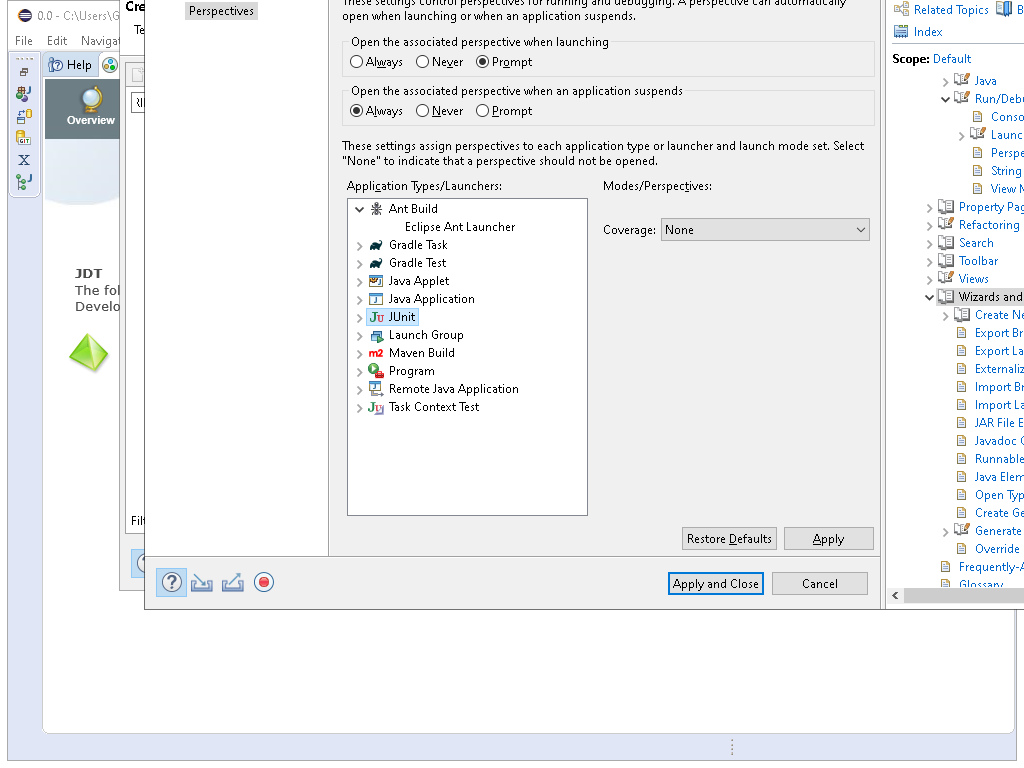 0.0 - C:\Users\G
File Edit Naviga
Help
Overview
JDT
The fol
Develo
Cre
Te
Filt
Perspectives
These settings control perspectives for running and debugging. A perspective can automatically
open when launching or when an application suspends.
Open the associated perspective when launching
Always Never Prompt
Open the associated perspective when an application suspends
Always Never Prompt
These settings assign perspectives to each application type or launcher and launch mode set. Select
"None" to indicate that a perspective should not be opened.
Application Types/Launchers:
Modes/Perspectives:
Ant Build
Eclipse Ant Launcher
Gradle Task
Gradle Test
Java Applet
Java Application
JUnit
Launch Group
Maven Build
Program
Remote Java Application
Task Context Test
Coverage: None
Restore Defaults Apply
Apply and Close Cancel
Related Topics B
Index
Scope: Default
Java
Run/Debu
Conso
Launc
Perspe
String
View M
Property Pag
Refactoring
Search
Toolbar
Views
Wizards and
Create Ne
Export Br
Export La
Externaliz
Import Br
Import La
JAR File E
Javadoc G
Runnable
Java Elem
Open Typ
Create Ge
Generate
Override
Frequently-A
Glossary